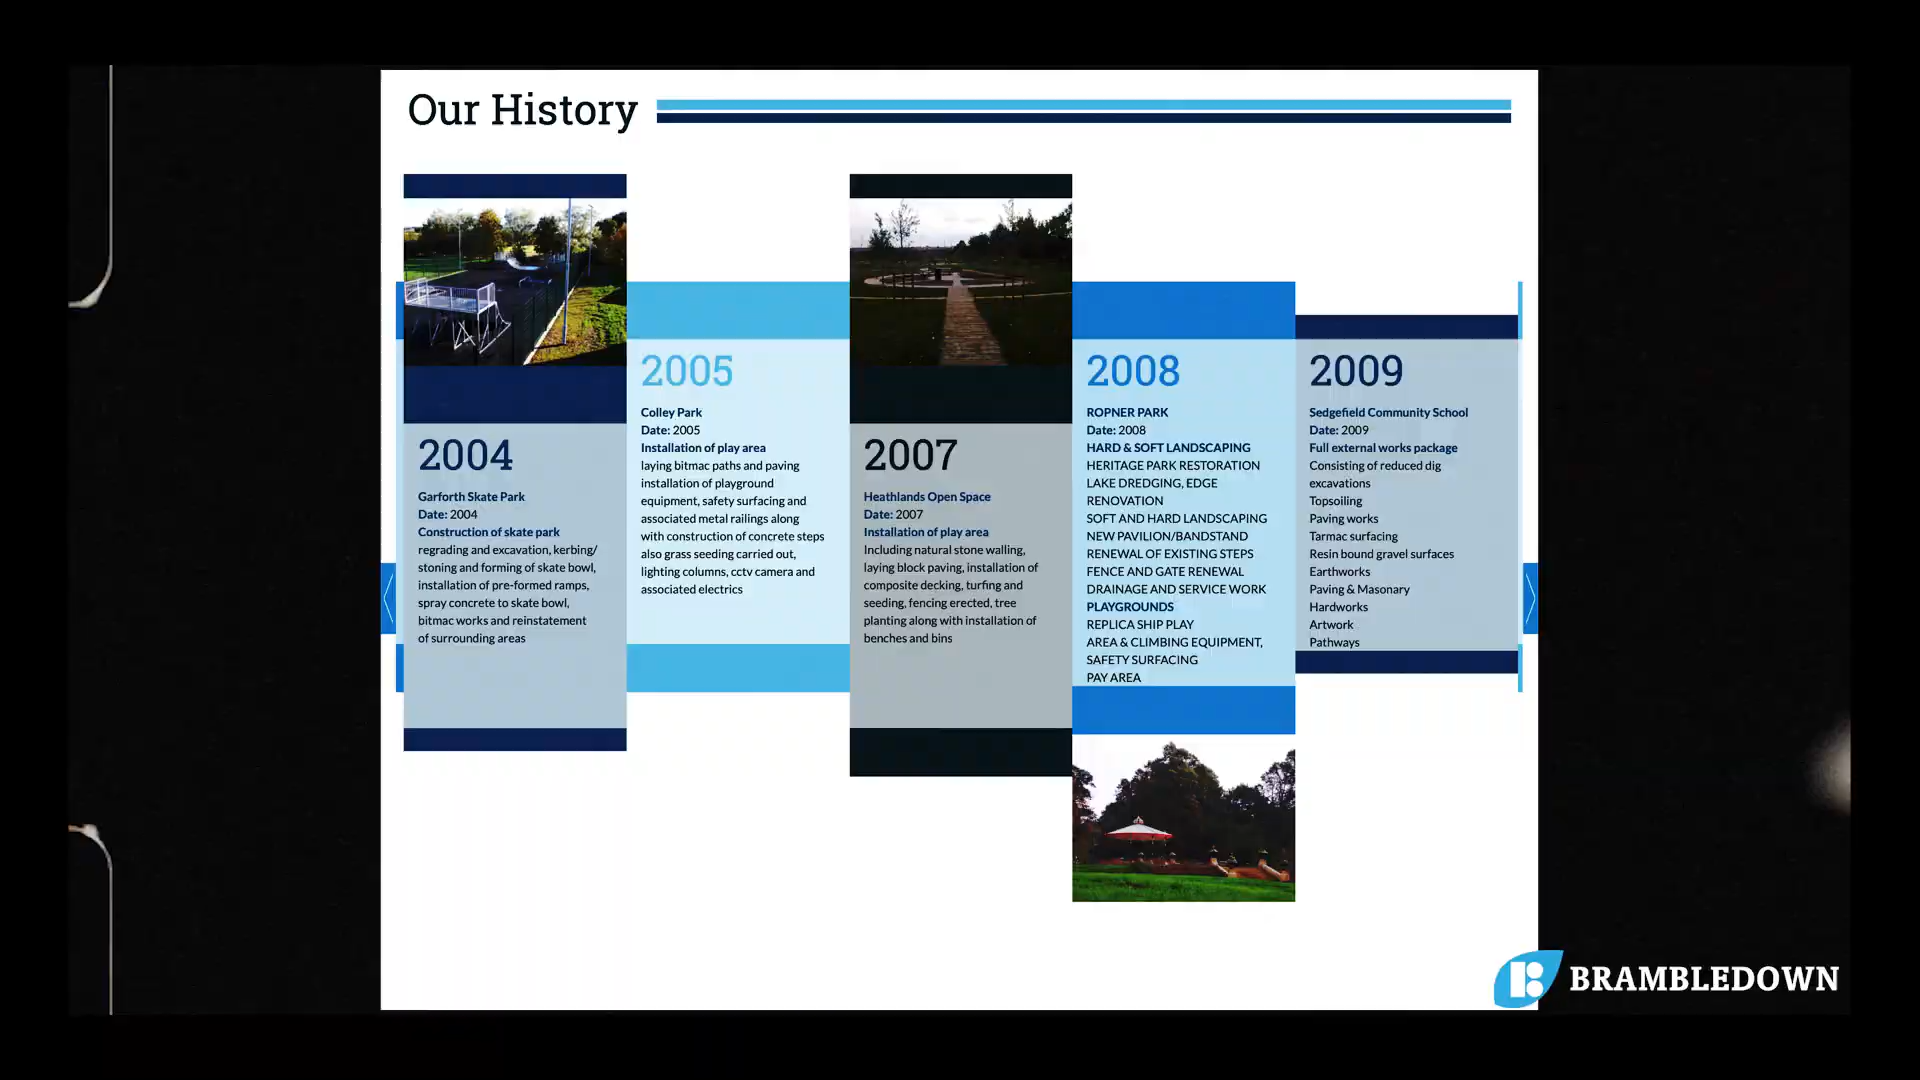 Our History
2004
Garforth Skate Park
Date: 2004
Construction of skate park
regrading and excavation, kerbing/
stoning and forming of skate bowl,
installation of pre-formed ramps,
spray concrete to skate bowl,
bitmac works and reinstatement
of surrounding areas
2005
Colley Park
Date: 2005
Installation of play area
laying bitmac paths and paving
installation of playground
equipment, safety surfacing and
associated metal railings along
with construction of concrete steps
also grass seeding carried out,
lighting columns, cctv camera and
associated electrics
2007
Heathlands Open Space
Date: 2007
Installation of play area
Including natural stone walling,
laying block paving, installation of
composite decking, turfing and
seeding, fencing erected, tree
planting along with installation of
benches and bins
2008
ROPNER PARK
Date: 2008
HARD & SOFT LANDSCAPING
HERITAGE PARK RESTORATION
LAKE DREDGING, EDGE
RENOVATION
SOFT AND HARD LANDSCAPING
NEW PAVILION/BANDSTAND
RENEWAL OF EXISTING STEPS
FENCE AND GATE RENEWAL
DRAINAGE AND SERVICE WORK
PLAYGROUNDS
REPLICA SHIP PLAY
AREA & CLIMBING EQUIPMENT,
SAFETY SURFACING
PAY AREA
2009
Sedgefield Community School
Date: 2009
Full external works package
Consisting of reduced dig
excavations
Topsoiling
Paving works
Tarmac surfacing
Resin bound gravel surfaces
Earthworks
Paving & Masonary
Hardworks
Artwork
Pathways
BRAMBLEDOWN